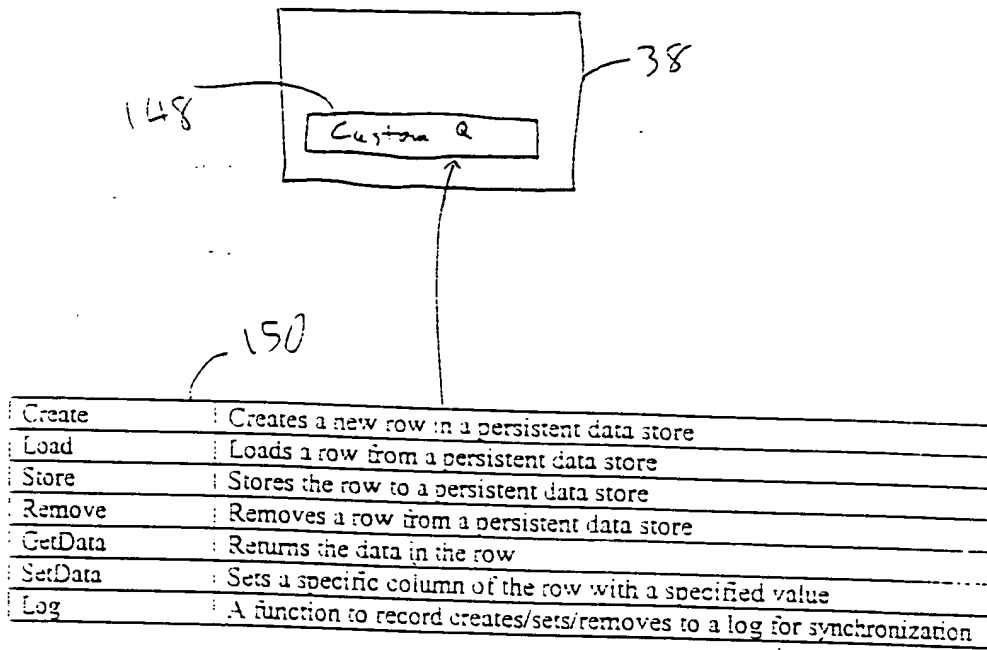 38
148
Custom Q
150
Create Creates a new row in a persistent data store
Load Loads a row from a persistent data store
Store Stores the row to a persistent data store
Remove Removes a row from a persistent data store
GetData Returns the data in the row
SetData Sets a specific column of the row with a specified value
Log A function to record creates/sets/removes to a log for synchronization